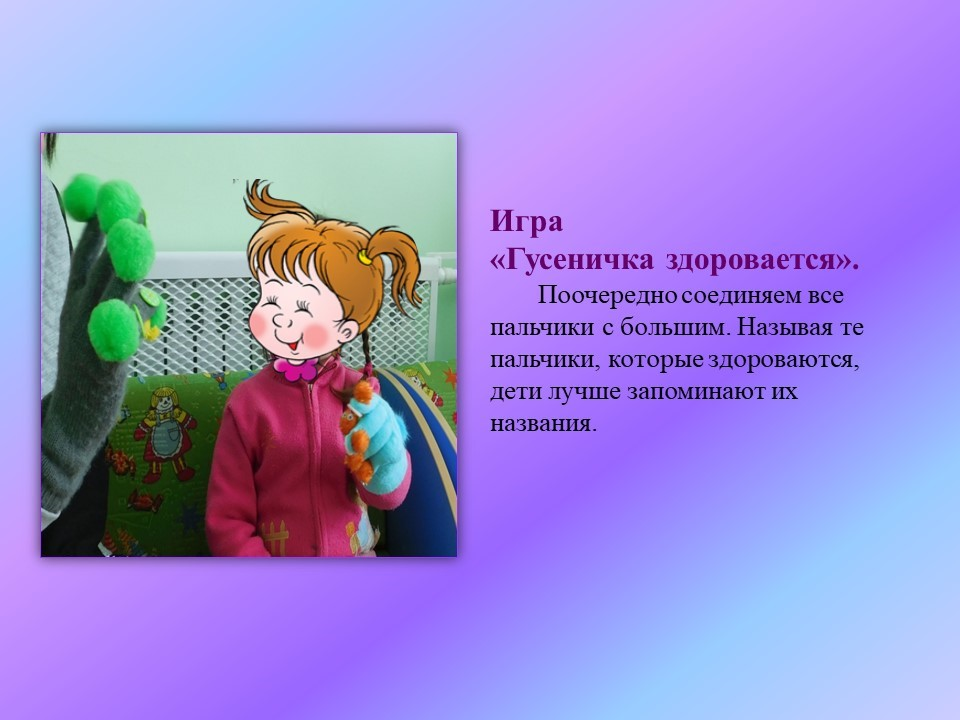 Игра
«Гусеничка здоровается».
Поочередно соединяем все
пальчики с большим. Называя те
пальчики, которые здороваются,
дети лучше запоминают их
названия.